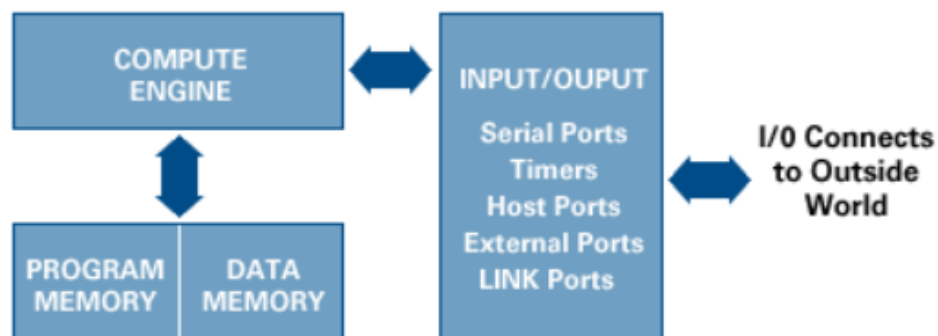 COMPUTE
ENGINE
PROGRAM
MEMORY
DATA
MEMORY
INPUT/OUPUT
Serial Ports
Timers
Host Ports
External Ports
LINK Ports
I/0 Connects
to Outside
World